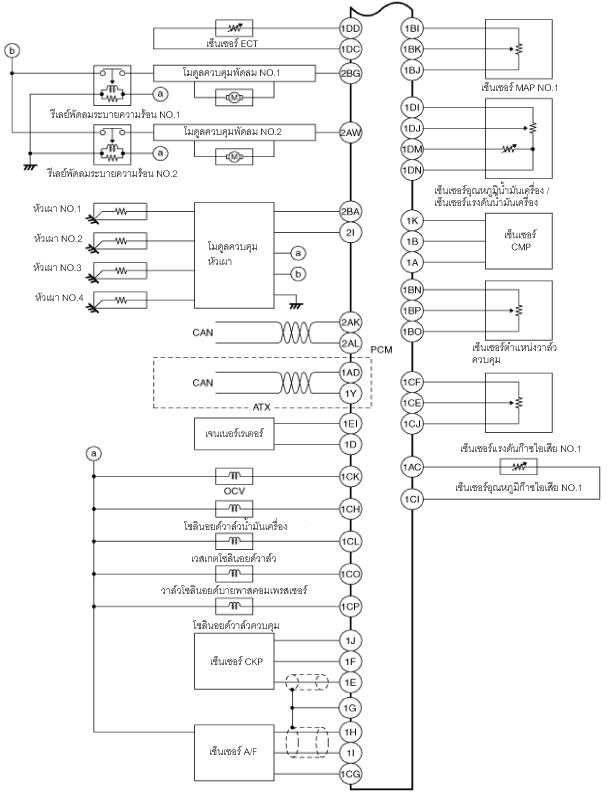 1DD
เซ็นเซอร์ ECT
1DC
b
2BG
โมดูลควบคุมพัดลม NO.1
M
a
รีเลย์พัดลมระบายความร้อน NO.1
2AW
โมดูลควบคุมพัดลม NO.2
M
a
รีเลย์พัดลมระบายความร้อน NO.2
หัวเผา NO.1
หัวเผา NO.2
หัวเผา NO.3
หัวเผา NO.4
โมดูลควบคุม
หัวเผา
2BA
2I
a
b
CAN
2AK
2AL
PCM
CAN
1AD
1Y
ATX
เจนเนอร์เรเตอร์
1EI
1D
a
1CK
OCV
1CH
โซลินอยด์วาล์วน้ำมันเครื่อง
1CL
เวสเกตโซลินอยด์วาล์ว
1CO
วาล์วโซลินอยด์บายพาสคอมเพรสเซอร์
1CP
โซลินอยด์วาล์วควบคุม
เซ็นเซอร์ CKP
1J
1F
1E
1G
เซ็นเซอร์ A/F
1H
1I
1CG
1BI
1BK
1BJ
เซ็นเซอร์ MAP NO.1
1DI
1DJ
1DM
1DN
เซ็นเซอร์อุณหภูมิน้ำมันเครื่อง /
เซ็นเซอร์แรงดันน้ำมันเครื่อง
1K
1B
1A
เซ็นเซอร์
CMP
1BN
1BP
1BO
เซ็นเซอร์ตำแหน่งวาล์ว
ควบคุม
1CF
1CE
1CJ
เซ็นเซอร์แรงดันก๊าซไอเสีย NO.1
1AC
เซ็นเซอร์อุณหภูมิก๊าซไอเสีย NO.1
1CI